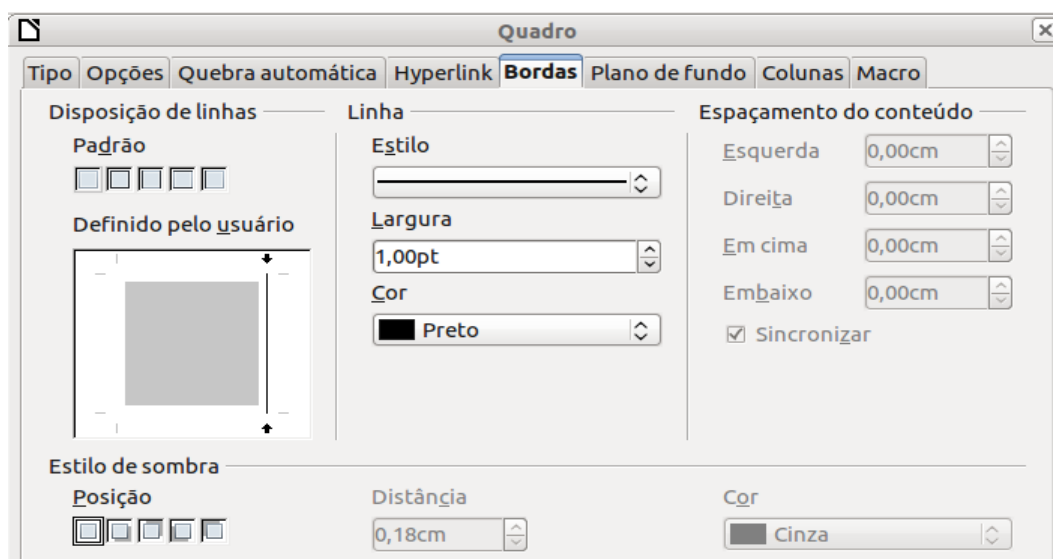 Quadro
Tipo Opções Quebra automática Hyperlink Bordas Plano de fundo Colunas Macro
Disposição de linhas
Padrão
Definido pelo usuário
Linha
Estilo
Largura
1,00pt
Cor
Preto
Espaçamento do conteúdo
Esquerda 0,00cm
Direita 0,00cm
Em cima 0,00cm
Embaixo 0,00cm
Sincronizar
Estilo de sombra
Posição
Distância
0,18cm
Cor
Cinza